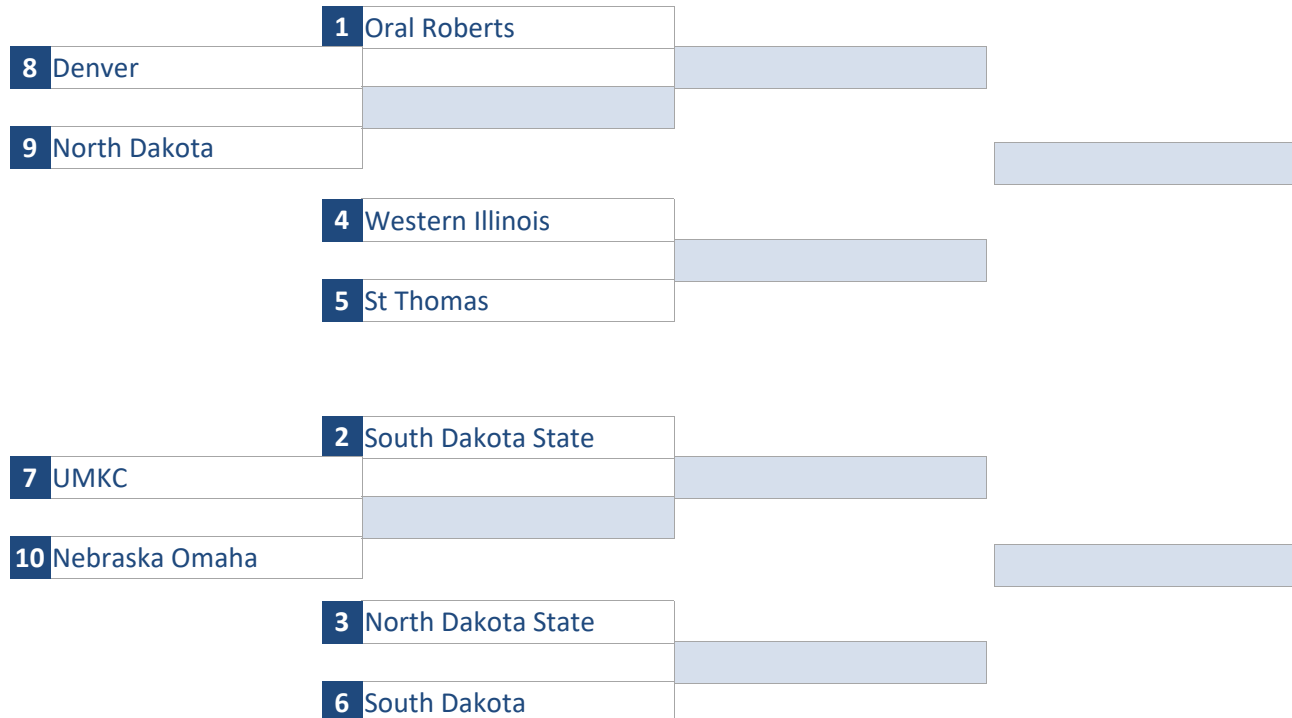 1 Oral Roberts
8 Denver
9 North Dakota
4 Western Illinois
5 St Thomas
2 South Dakota State
7 UMKC
10 Nebraska Omaha
3 North Dakota State
6 South Dakota